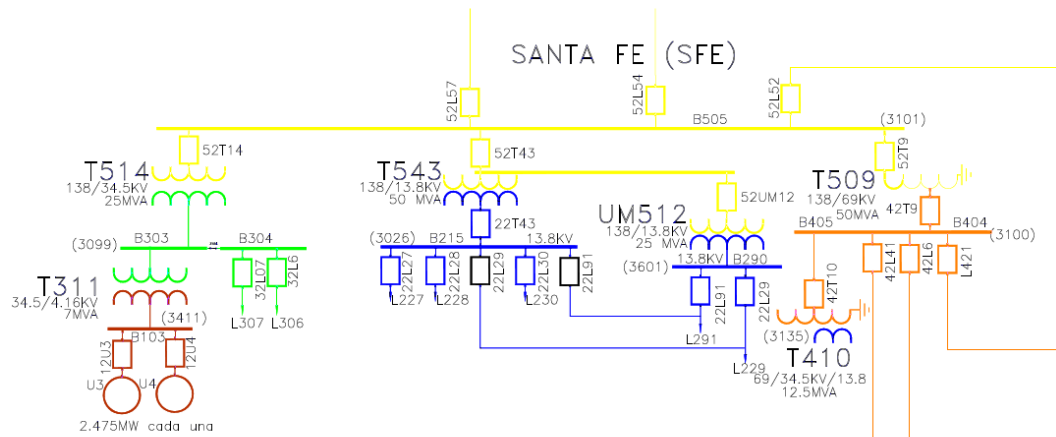 SANTA FE (SFE)
52L57
52L54
52L52
B505
(3101)
52T14
52T43
52T9
T514
138/34.5KV
25MVA
T543
138/13.8KV
50 MVA
52UM12
T509
138/69KV
50MVA
42T9
22T43
UM512
138/13.8KV
25 MVA
B405
B404
(3100)
(3099)
B303
B304
(3026)
B215
13.8KV
13.8KV
B290
(3601)
32L07
32L6
22L27
22L28
22L29
22L30
22L91
22L91
22L29
42L41
42L6
L421
42T10
T311
34.5/4.16KV
7MVA
L307
L306
L227
L228
L230
L291
L229
(3411)
B103
12U3
12U4
U3
U4
2.475MW cada una
(3135)
T410
69/34.5KV/13.8
12.5MVA